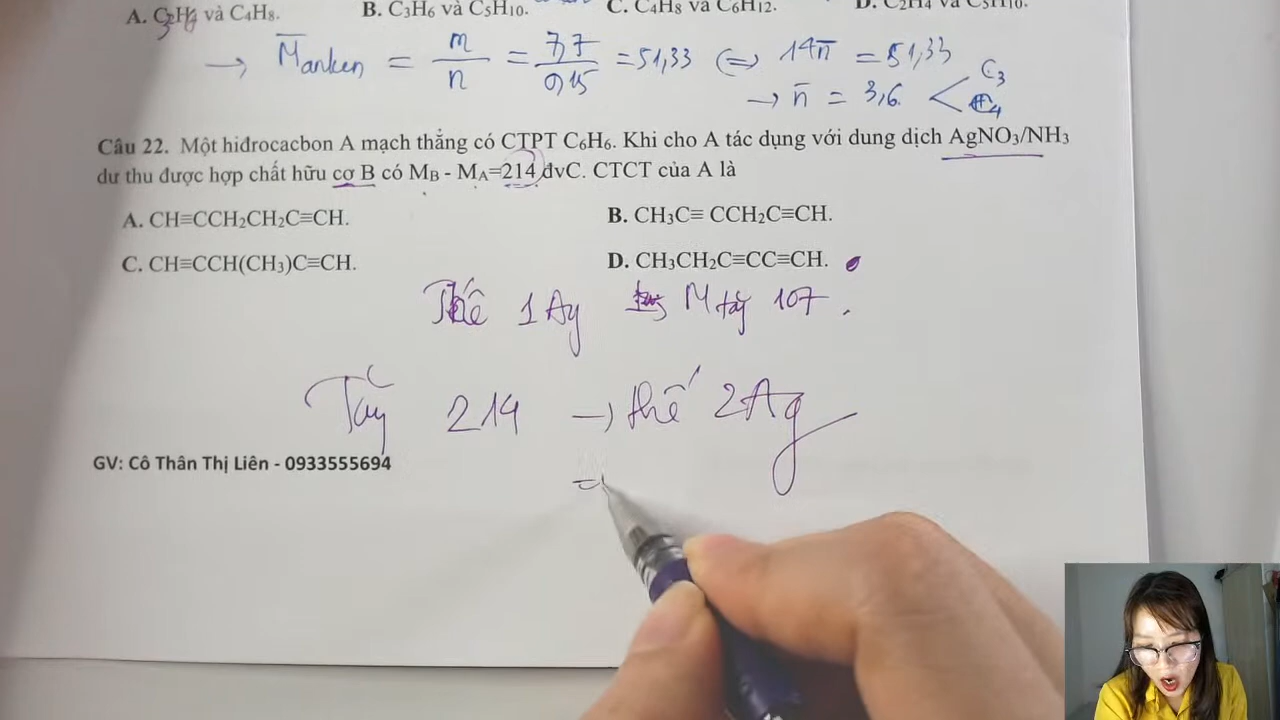 A. C3H6 và C4H8. B. C3H6 và C5H10. C. C4H8 và C6H12. D. C2H4 và C5H10.
→ M̅anken = m/n = 7,7/0,15 = 51,33 ⇔ 14n̅ = 51,33
→ n̅ = 3,6 < C3 C4
Câu 22. Một hiđrocacbon A mạch thẳng có CTPT C6H6. Khi cho A tác dụng với dung dịch AgNO3/NH3
dư thu được hợp chất hữu cơ B có MB - MA=214 đvC. CTCT của A là
A. CH≡CCH2CH2C≡CH. B. CH3C≡ CCH2C≡CH.
C. CH≡CCH(CH3)C≡CH. D. CH3CH2C≡CC≡CH.
Thế 1Ag M tăng 107.
Tăng 214 → thế 2Ag
GV: Cô Thân Thị Liên - 0933555694
=